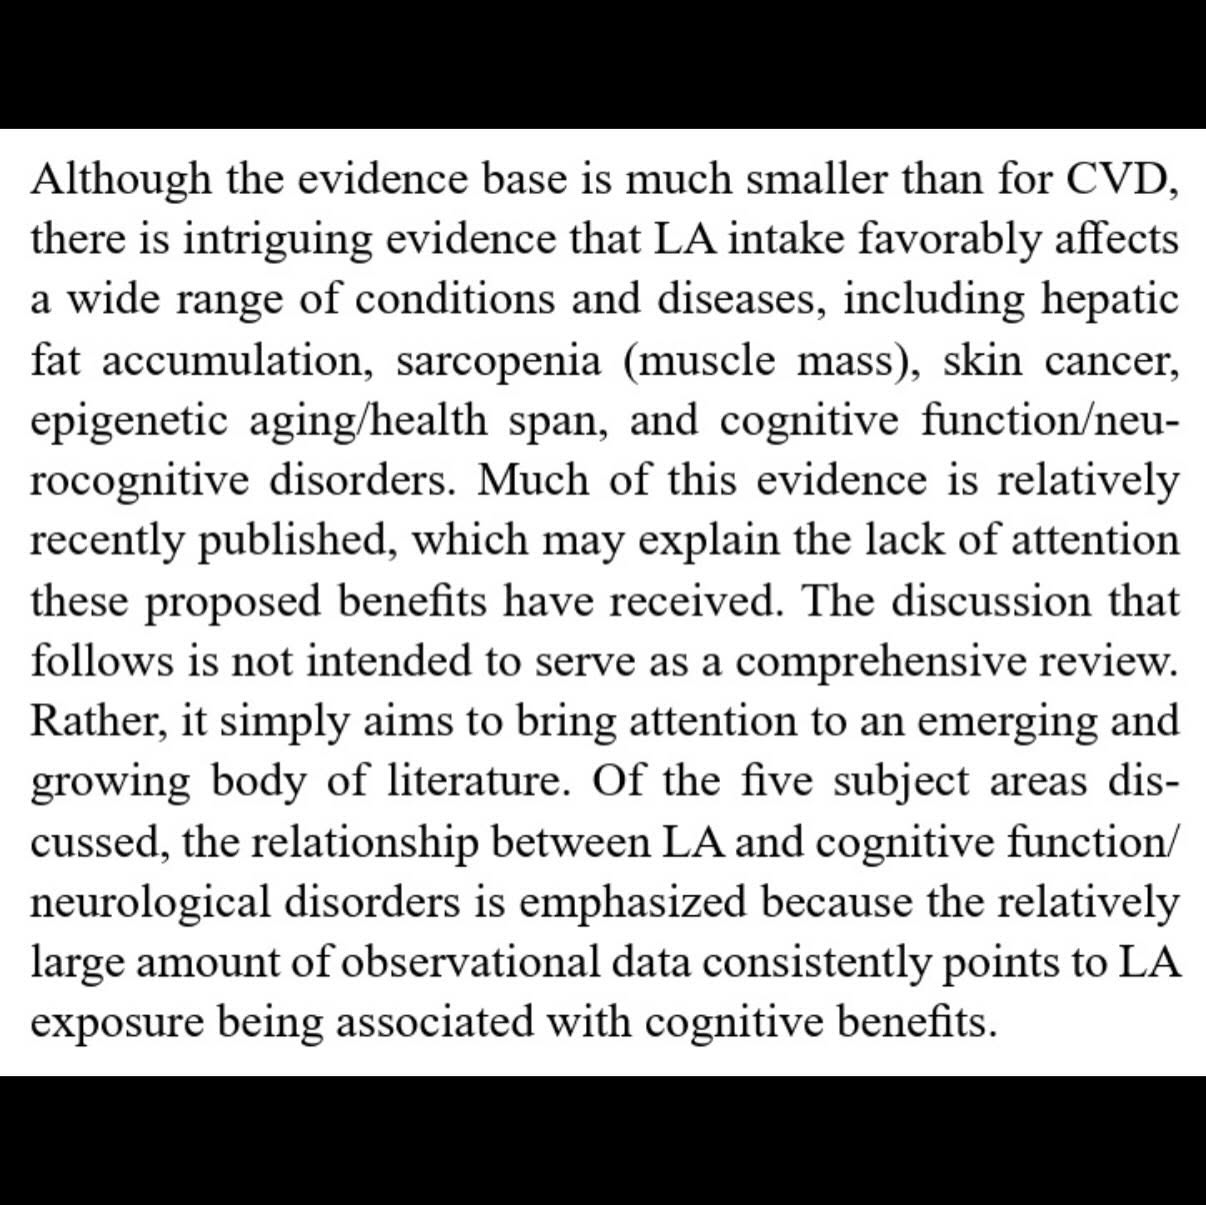 Although the evidence base is much smaller than for CVD,
there is intriguing evidence that LA intake favorably affects
a wide range of conditions and diseases, including hepatic
fat accumulation, sarcopenia (muscle mass), skin cancer,
epigenetic aging/health span, and cognitive function/neu-
rocognitive disorders. Much of this evidence is relatively
recently published, which may explain the lack of attention
these proposed benefits have received. The discussion that
follows is not intended to serve as a comprehensive review.
Rather, it simply aims to bring attention to an emerging and
growing body of literature. Of the five subject areas dis-
cussed, the relationship between LA and cognitive function/
neurological disorders is emphasized because the relatively
large amount of observational data consistently points to LA
exposure being associated with cognitive benefits.